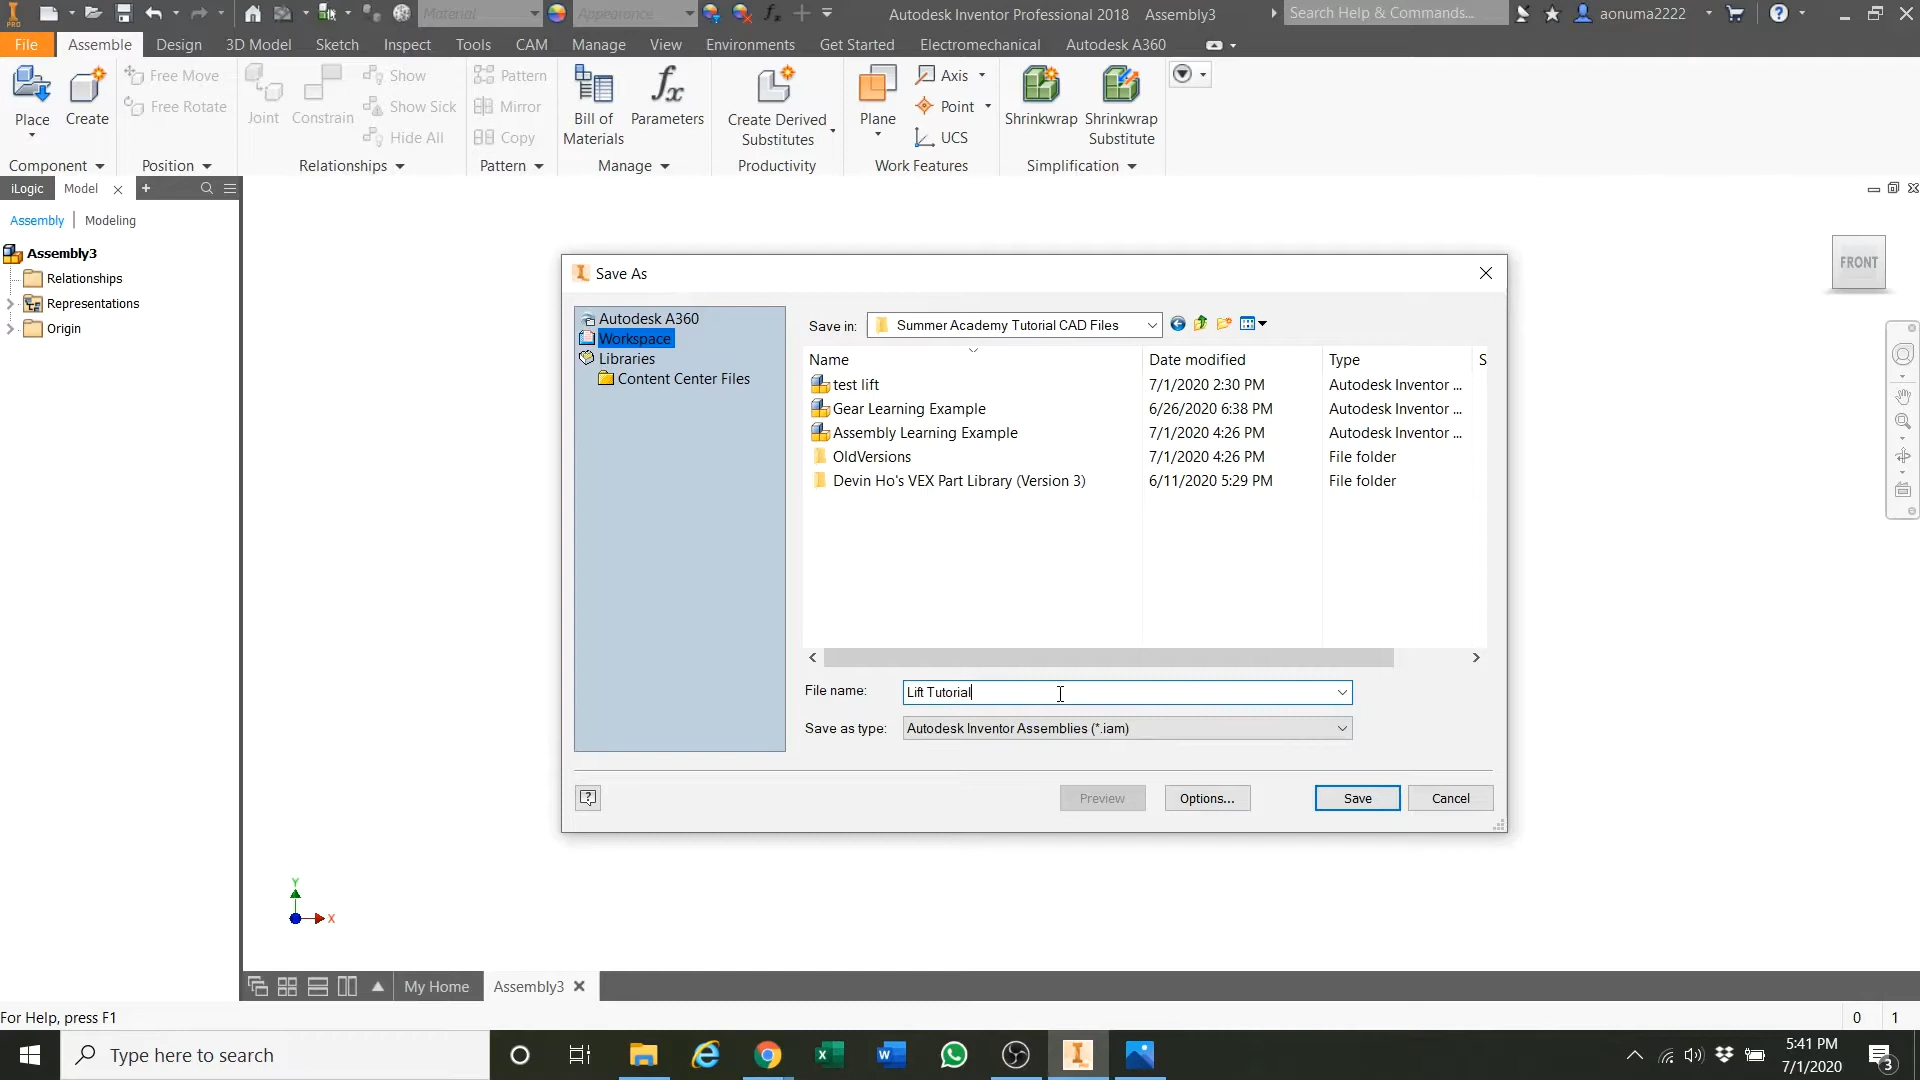 PRO
Material
Appearance
Autodesk Inventor Professional 2018 Assembly3
Search Help & Commands...
aonuma2222
File Assemble Design 3D Model Sketch Inspect Tools CAM Manage View Environments Get Started Electromechanical Autodesk A360
Place
Create
Free Move
Free Rotate
Joint
Constrain
Show
Show Sick
Hide All
Pattern
Mirror
Copy
Bill of
Materials
Parameters
Create Derived
Substitutes
Plane
Axis
Point
UCS
Shrinkwrap
Shrinkwrap
Substitute
Component Position Relationships Pattern Manage Productivity Work Features Simplification
iLogic Model
Assembly Modeling
Assembly3
Relationships
Representations
Origin
FRONT
Save As
Autodesk A360
Workspace
Libraries
Content Center Files
Save in: Summer Academy Tutorial CAD Files
Name Date modified Type S
test lift 7/1/2020 2:30 PM Autodesk Inventor ...
Gear Learning Example 6/26/2020 6:38 PM Autodesk Inventor ...
Assembly Learning Example 7/1/2020 4:26 PM Autodesk Inventor ...
OldVersions 7/1/2020 4:26 PM File folder
Devin Ho's VEX Part Library (Version 3) 6/11/2020 5:29 PM File folder
File name: Lift Tutorial
Save as type: Autodesk Inventor Assemblies (*.iam)
Preview Options... Save Cancel
Y
X
My Home Assembly3
For Help, press F1
0 1
Type here to search
5:41 PM
7/1/2020
3